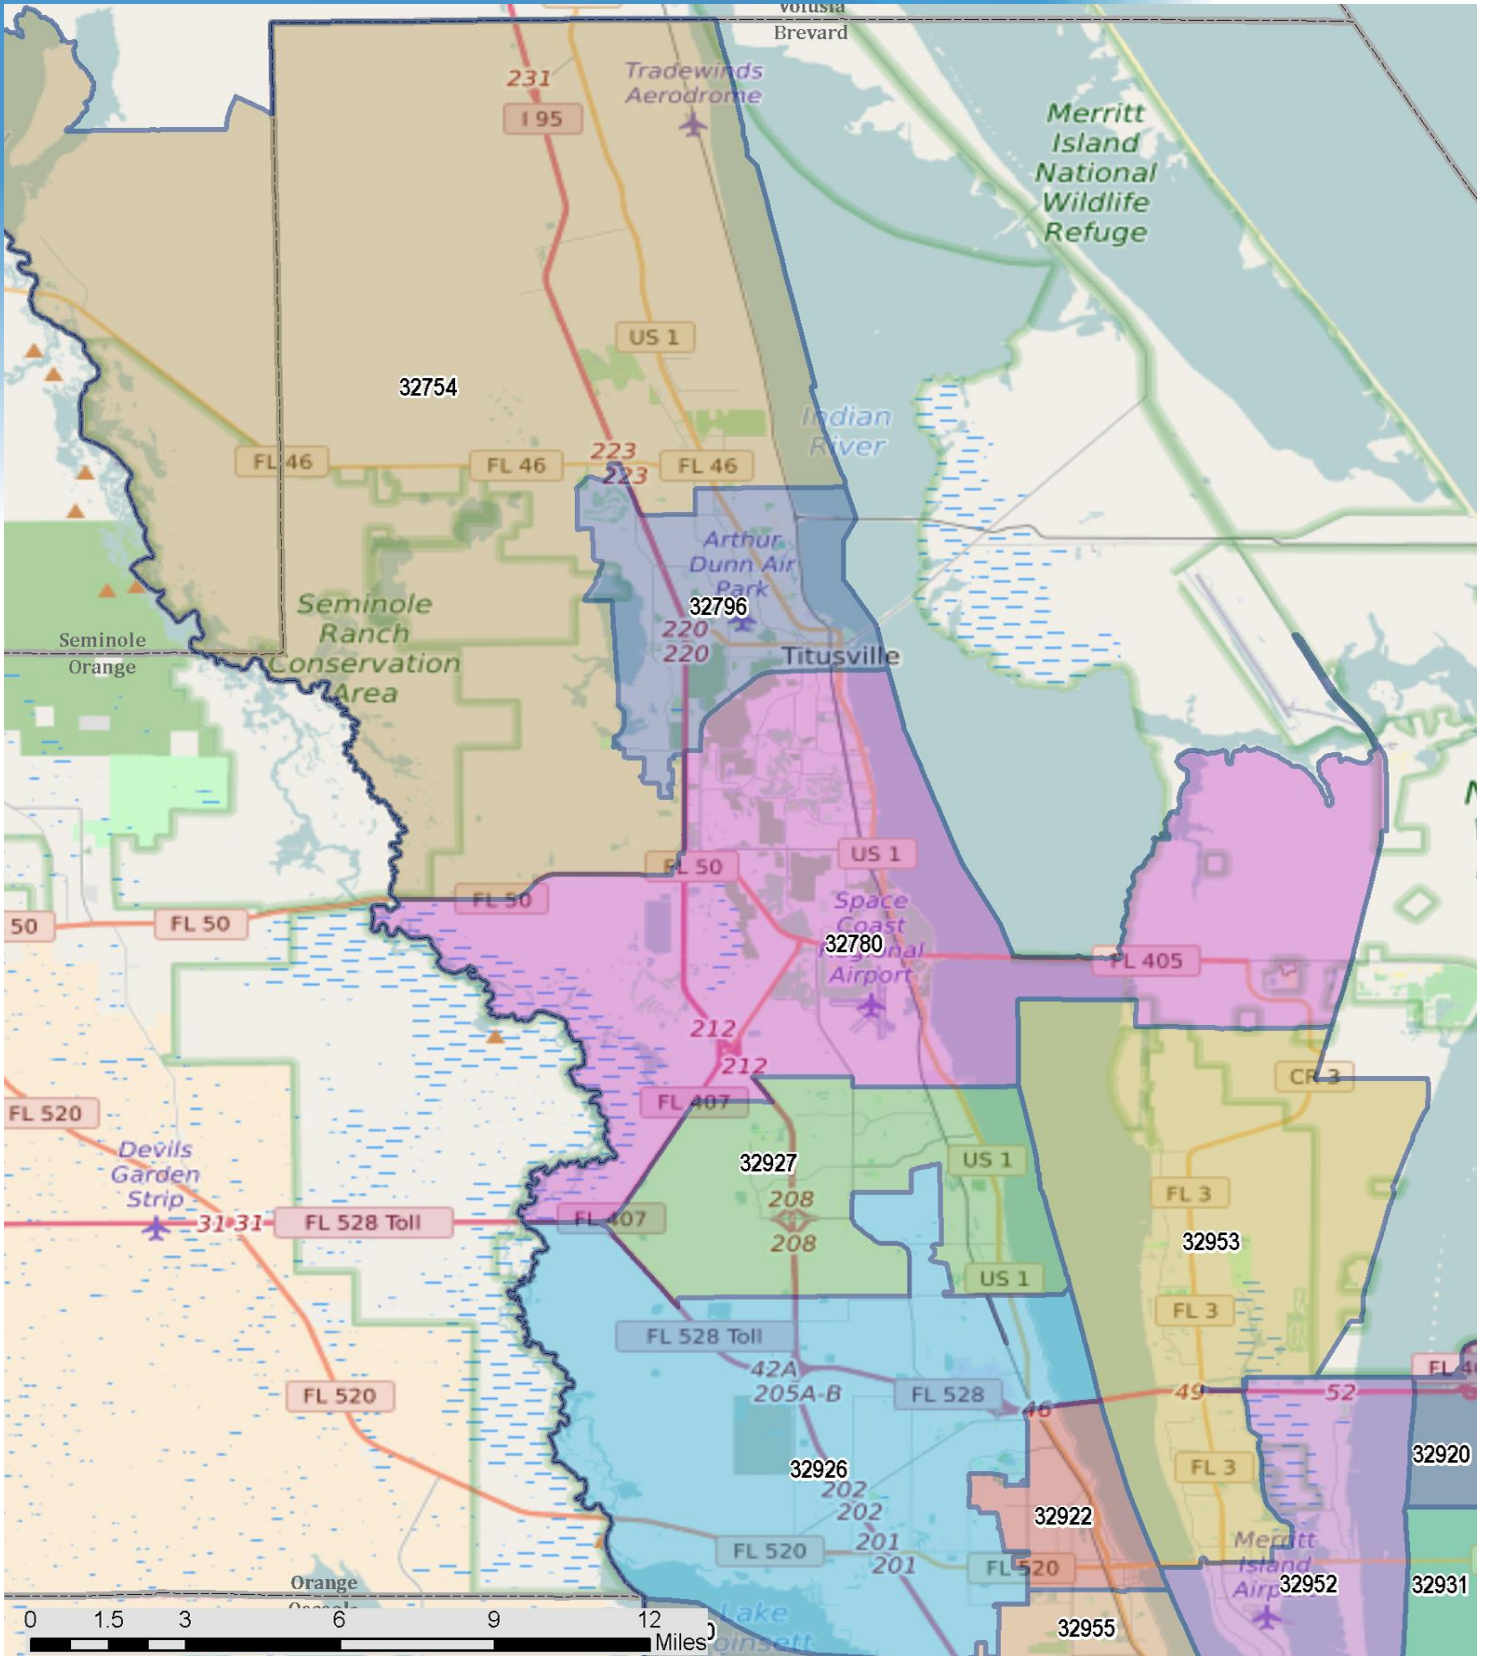 Volusia
Brevard
231
Tradewinds
Aerodrome
I 95
Merritt
Island
National
Wildlife
Refuge
US 1
32754
Indian
River
FL 46
FL 46
223
FL 46
223
Arthur
Dunn Air
Park
32796
Seminole
Ranch
Conservation
Area
220
220
Seminole
Orange
Titusville
US 1
FL 50
FL 50
Space
Coast
Regional
Airport
32780
50
FL 50
FL 405
212
212
CR 3
FL 407
FL 520
Devils
Garden
Strip
32927
US 1
208
FL 3
31 31
FL 528 Toll
FL 407
208
32953
US 1
FL 3
FL 528 Toll
42A
205A-B
FL 528
46
49
52
FL 520
32926
202
202
FL 3
32920
32922
201
201
FL 520
FL 520
Merritt
Island
Airport
32952
32931
Orange
Lake
Poinsett
32955
0 1.5 3 6 9 12
Miles